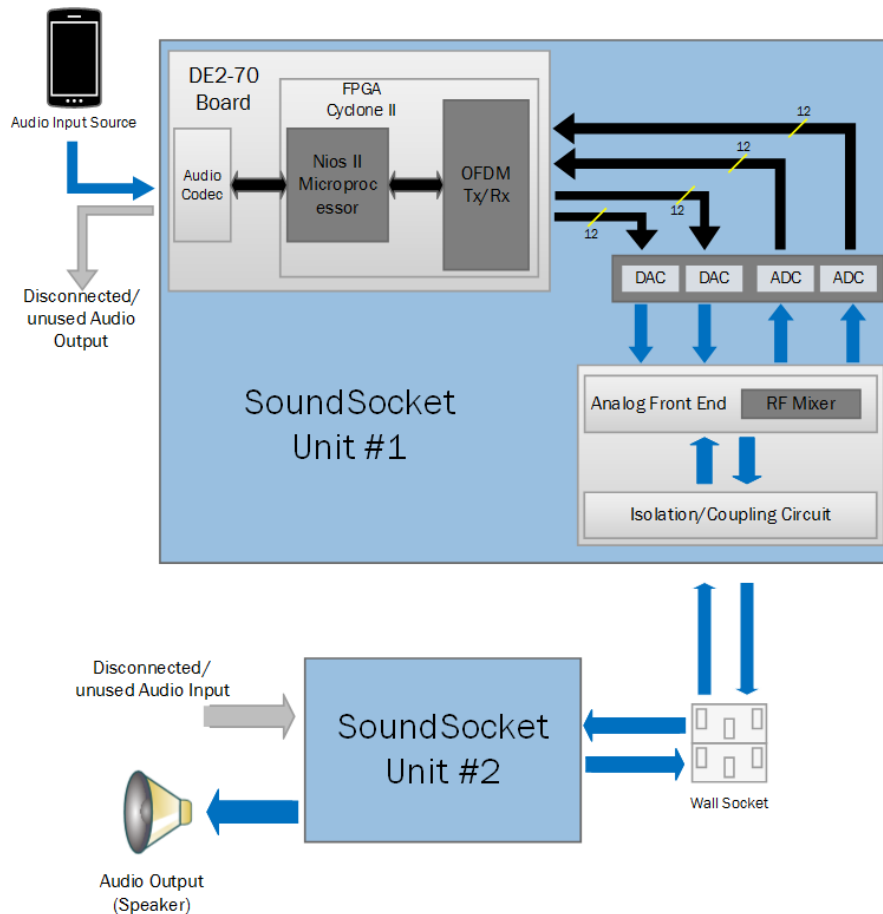 Audio Input Source
DE2-70
Board
FPGA
Cyclone II
Audio
Codec
Nios II
Microproc
essor
OFDM
Tx/Rx
12
12
12
12
Disconnected/
unused Audio
Output
DAC
DAC
ADC
ADC
SoundSocket
Unit #1
Analog Front End
RF Mixer
Isolation/Coupling Circuit
Disconnected/
unused Audio Input
SoundSocket
Unit #2
Wall Socket
Audio Output
(Speaker)